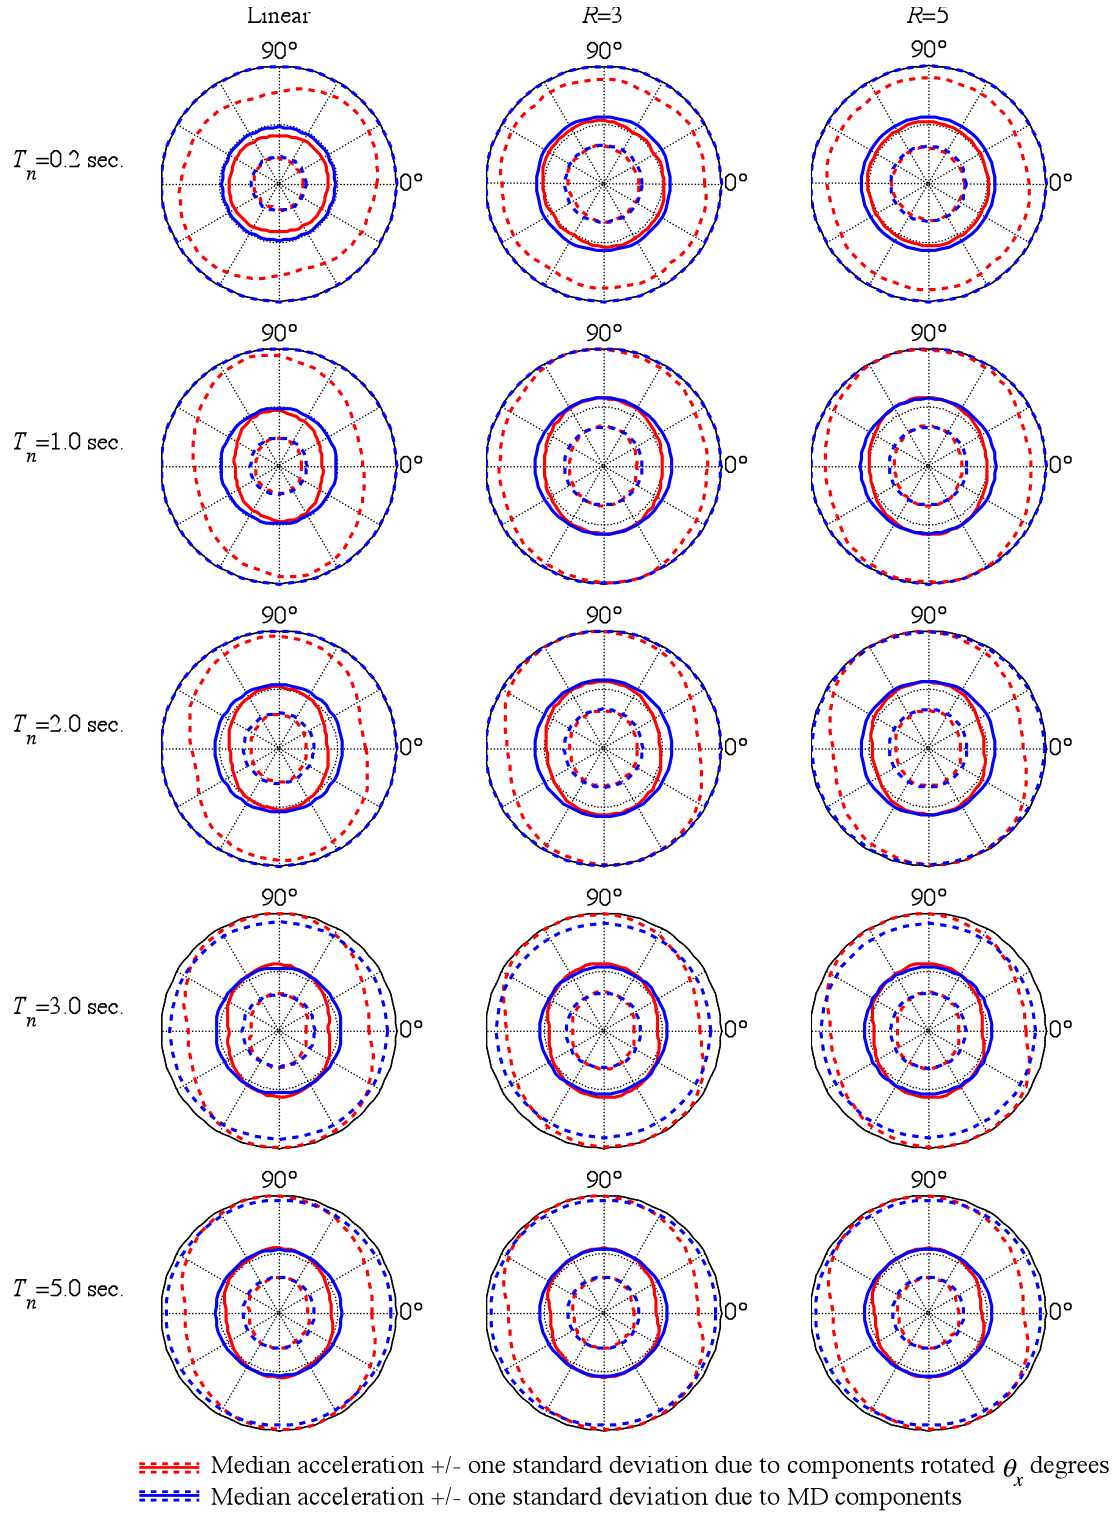 Linear R=3 R=5
90° 90° 90°
Tn=0.2 sec. 0° 0° 0°
90° 90° 90°
Tn=1.0 sec. 0° 0° 0°
90° 90° 90°
Tn=2.0 sec. 0° 0° 0°
90° 90° 90°
Tn=3.0 sec. 0° 0° 0°
90° 90° 90°
Tn=5.0 sec. 0° 0° 0°
Median acceleration +/- one standard deviation due to components rotated θx degrees
Median acceleration +/- one standard deviation due to MD components